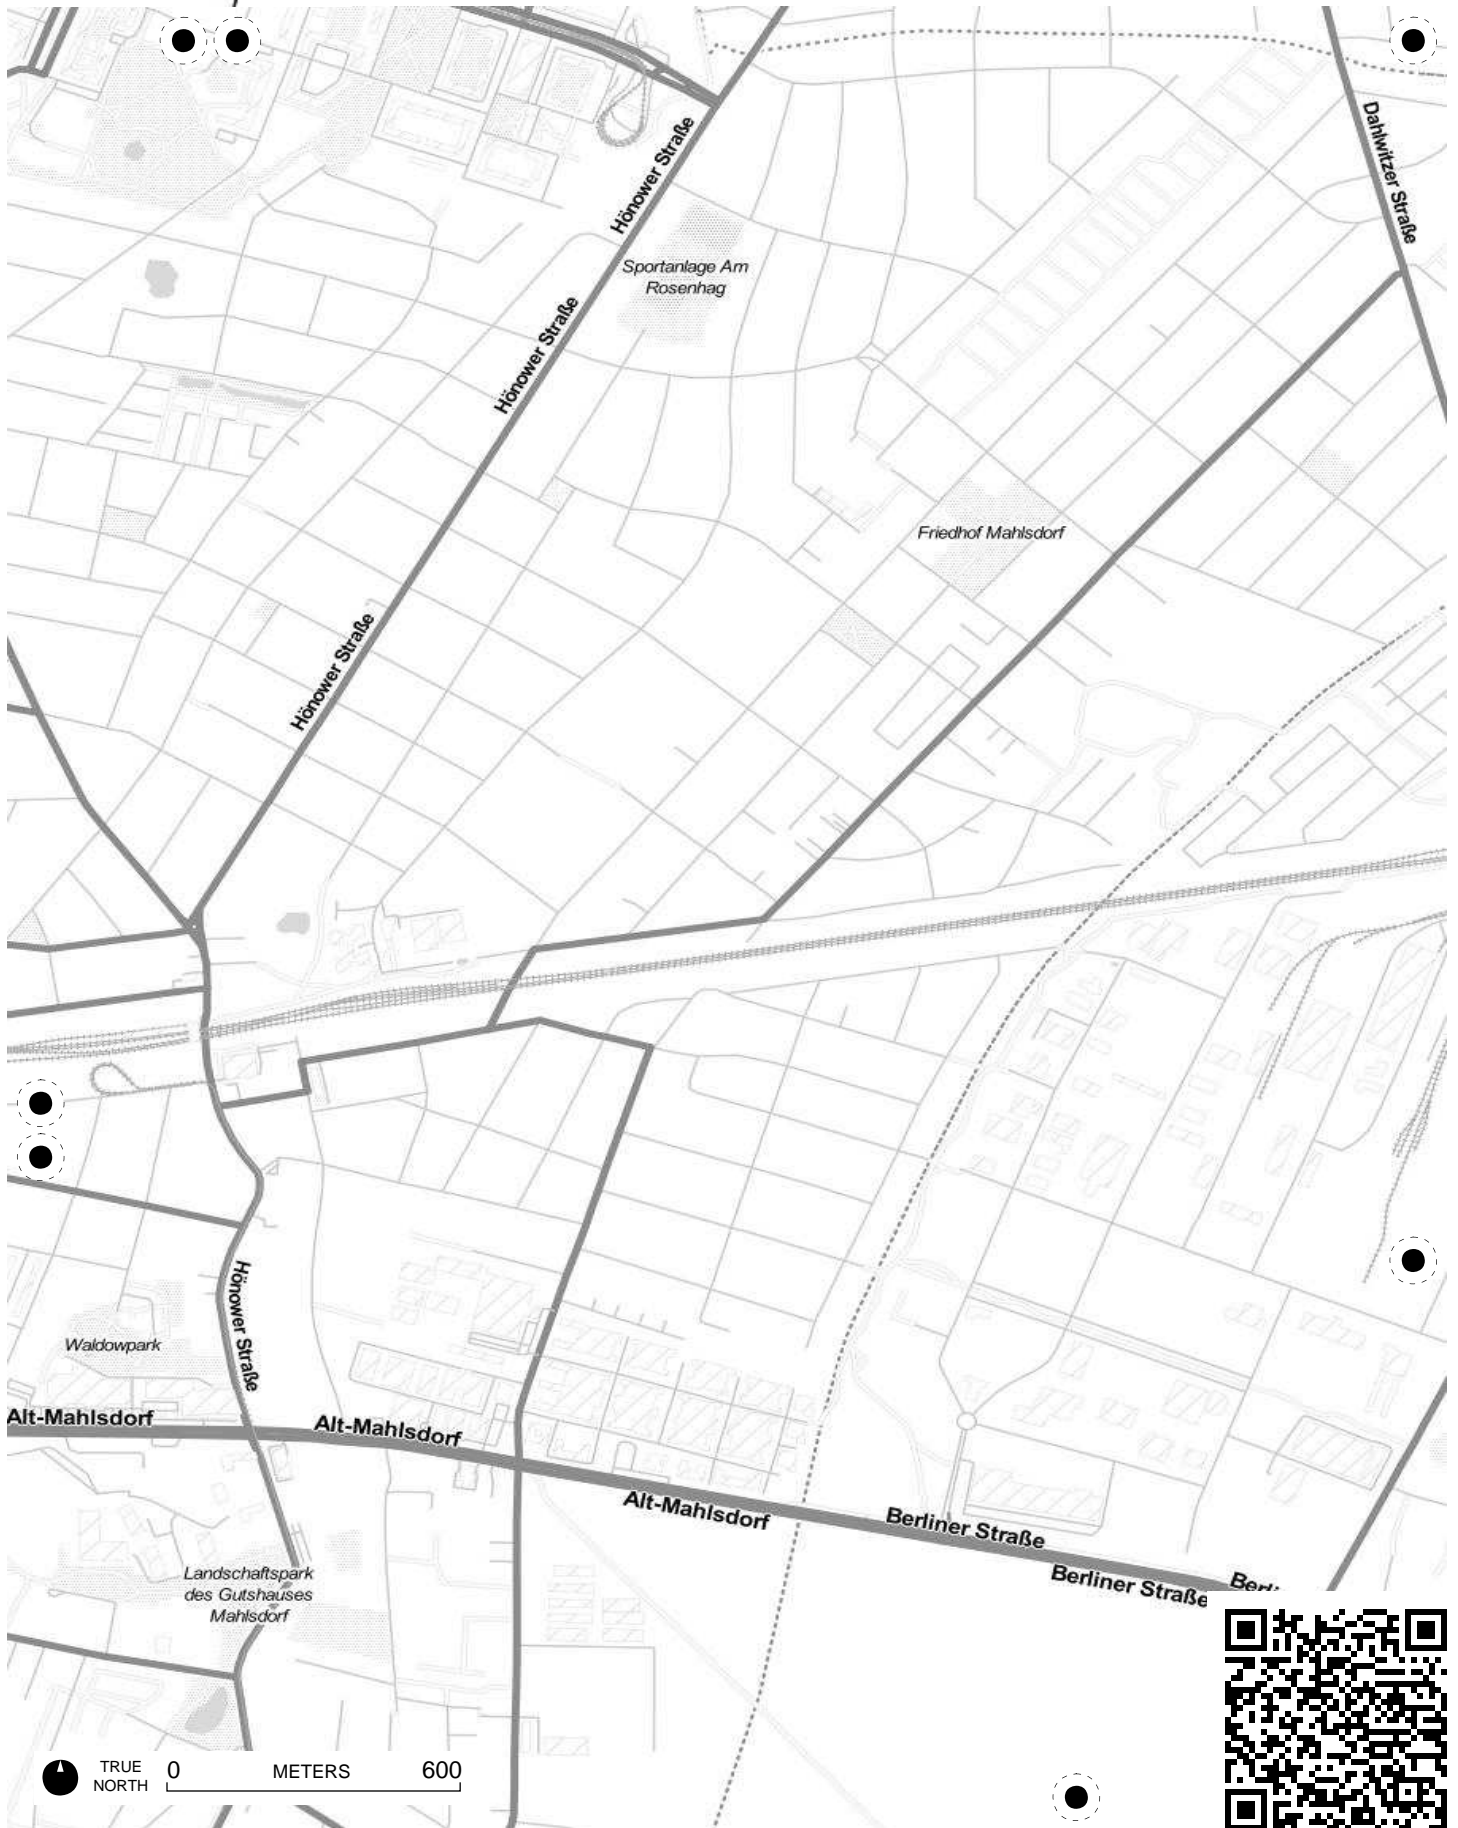 Dahlwitzer Straße
Hönower Straße
Sportanlage Am
Rosenhag
Hönower Straße
Friedhof Mahlsdorf
Hönower Straße
Hönower Straße
Waldowpark
Alt-Mahlsdorf
Alt-Mahlsdorf
Alt-Mahlsdorf
Berliner Straße
Berliner Straße
Berli
Landschaftspark
des Gutshauses
Mahlsdorf
TRUE
NORTH
0 METERS 600